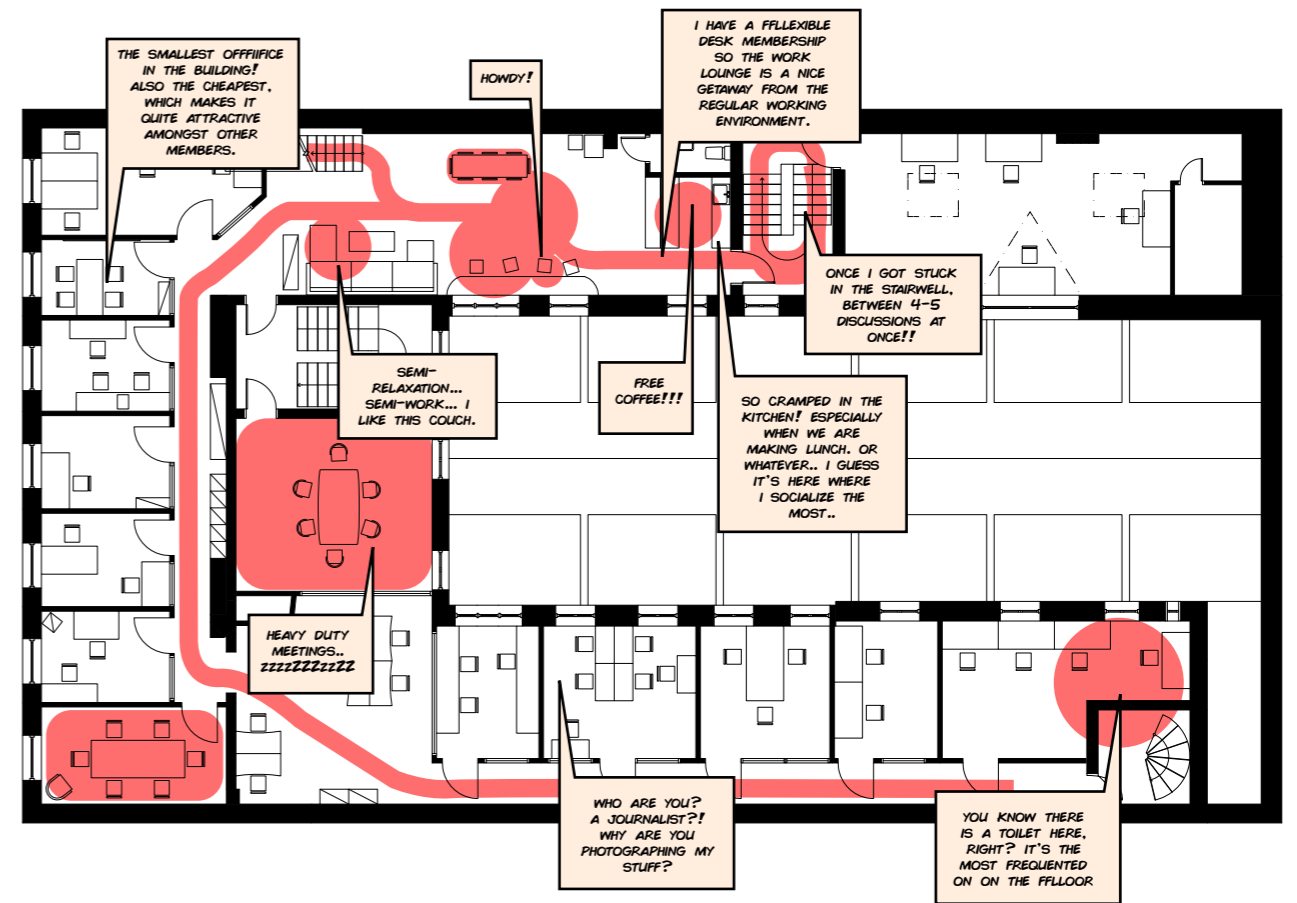 THE SMALLEST OFFFIIFICE
IN THE BUILDING!
ALSO THE CHEAPEST,
WHICH MAKES IT
QUITE ATTRACTIVE
AMONGST OTHER
MEMBERS.
HOWDY!
I HAVE A FFLLEXIBLE
DESK MEMBERSHIP
SO THE WORK
LOUNGE IS A NICE
GETAWAY FROM THE
REGULAR WORKING
ENVIRONMENT.
ONCE I GOT STUCK
IN THE STAIRWELL,
BETWEEN 4-5
DISCUSSIONS AT
ONCE!!
SEMI-
RELAXATION...
SEMI-WORK... I
LIKE THIS COUCH.
FREE
COFFEE!!!
SO CRAMPED IN THE
KITCHEN! ESPECIALLY
WHEN WE ARE
MAKING LUNCH. OR
WHATEVER.. I GUESS
IT'S HERE WHERE
I SOCIALIZE THE
MOST..
HEAVY DUTY
MEETINGS..
ZZZZZZZZZZ
WHO ARE YOU?
A JOURNALIST?!
WHY ARE YOU
PHOTOGRAPHING MY
STUFF?
YOU KNOW THERE
IS A TOILET HERE,
RIGHT? IT'S THE
MOST FREQUENTED
ON ON THE FFLLOOR